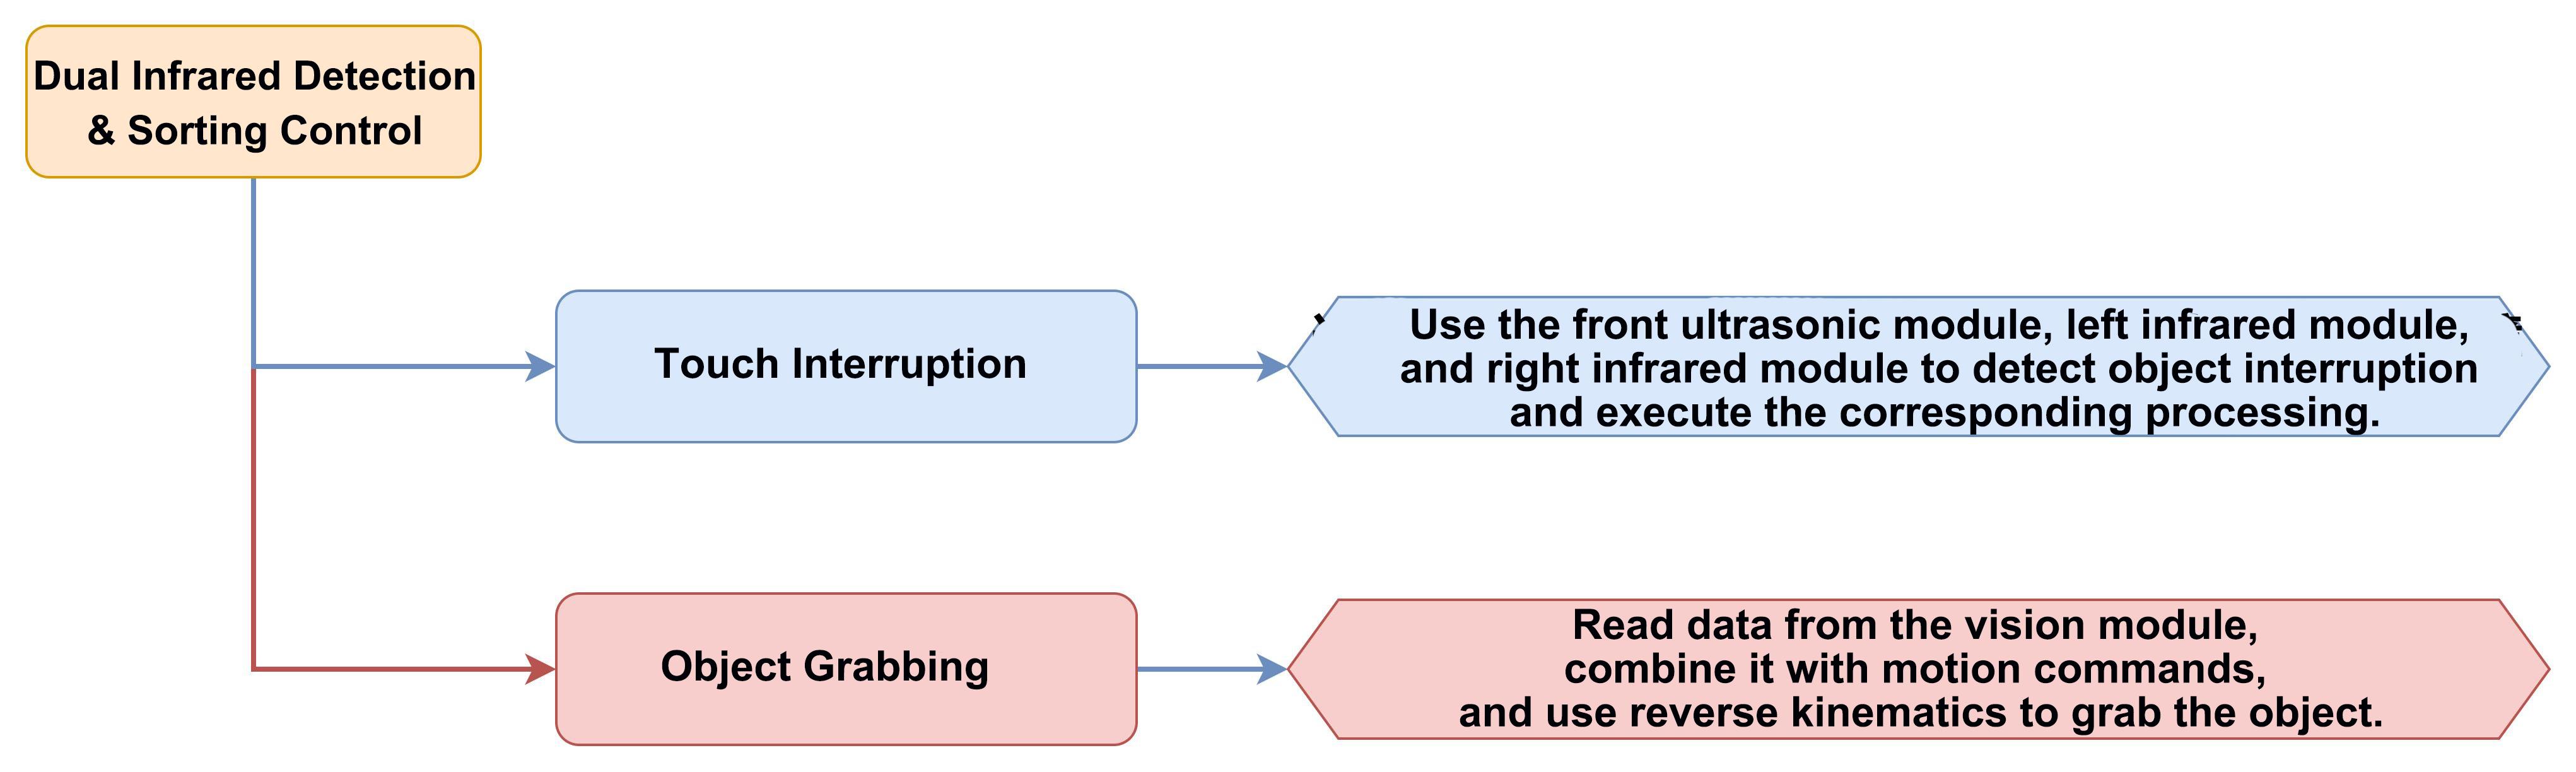 Dual Infrared Detection
& Sorting Control
Touch Interruption
Use the front ultrasonic module, left infrared module,
and right infrared module to detect object interruption
and execute the corresponding processing.
Object Grabbing
Read data from the vision module,
combine it with motion commands,
and use reverse kinematics to grab the object.